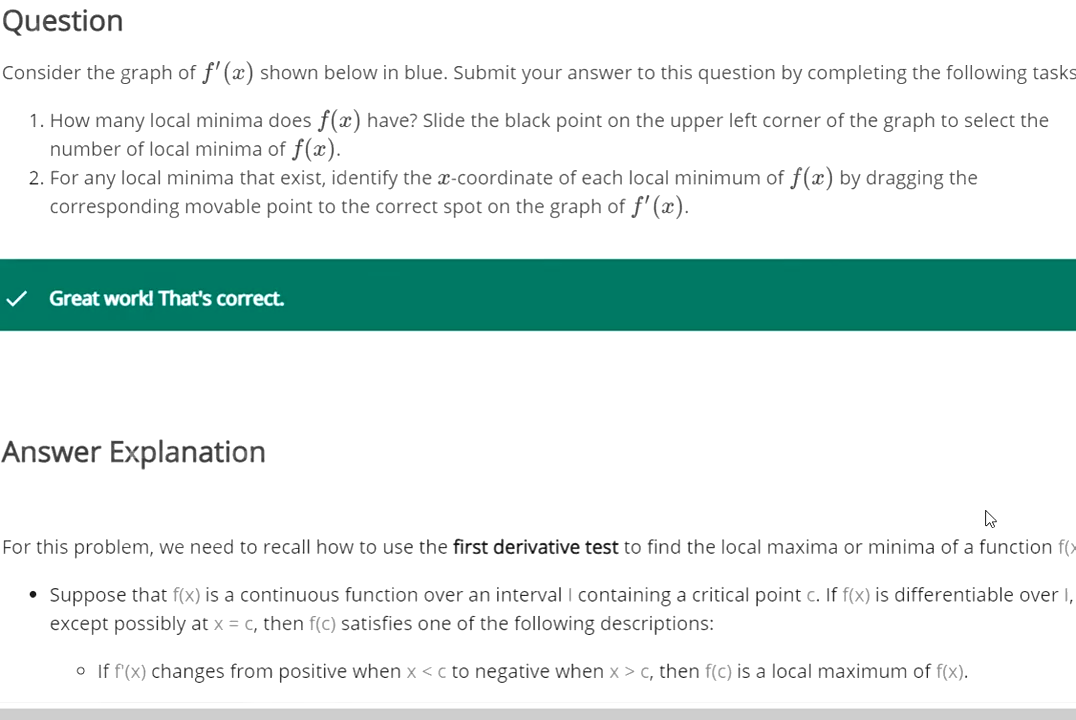 Question
Consider the graph of f′(x) shown below in blue. Submit your answer to this question by completing the following tasks
1. How many local minima does f(x) have? Slide the black point on the upper left corner of the graph to select the
number of local minima of f(x).
2. For any local minima that exist, identify the x-coordinate of each local minimum of f(x) by dragging the
corresponding movable point to the correct spot on the graph of f′(x).
Great work! That's correct.
Answer Explanation
For this problem, we need to recall how to use the first derivative test to find the local maxima or minima of a function f(x
• Suppose that f(x) is a continuous function over an interval I containing a critical point c. If f(x) is differentiable over I,
except possibly at x = c, then f(c) satisfies one of the following descriptions:
◦ If f'(x) changes from positive when x < c to negative when x > c, then f(c) is a local maximum of f(x).